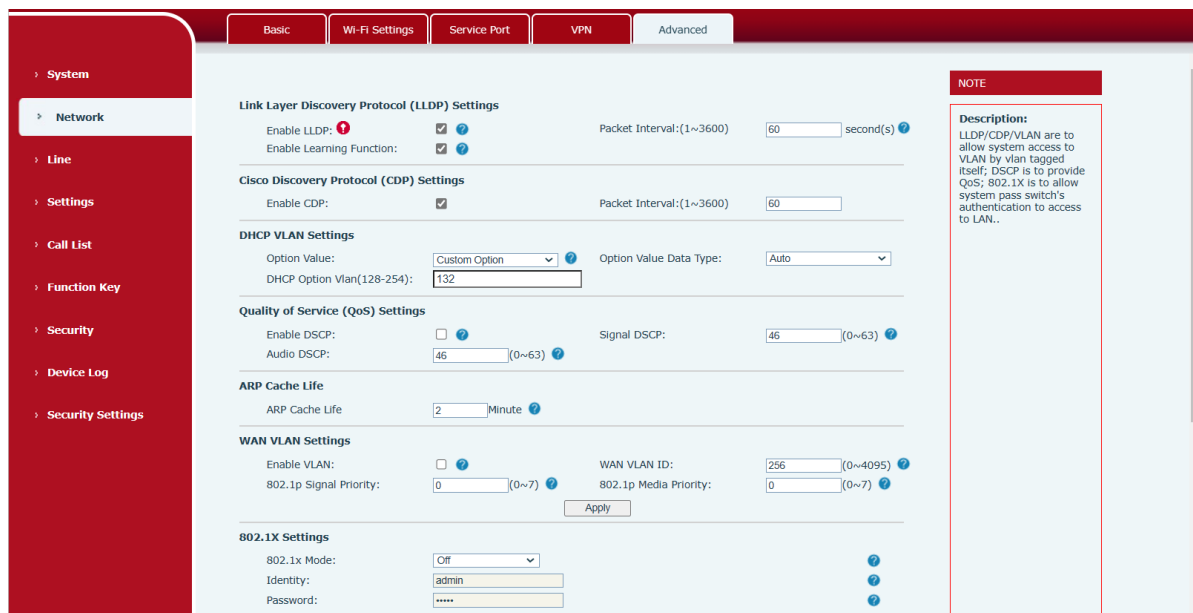 Basic Wi-Fi Settings Service Port VPN Advanced
› System
› Network
› Line
› Settings
› Call List
› Function Key
› Security
› Device Log
› Security Settings
Link Layer Discovery Protocol (LLDP) Settings
Enable LLDP: Packet Interval:(1~3600) 60 second(s)
Enable Learning Function:
Cisco Discovery Protocol (CDP) Settings
Enable CDP: Packet Interval:(1~3600) 60
DHCP VLAN Settings
Option Value: Custom Option Option Value Data Type: Auto
DHCP Option Vlan(128-254): 132
Quality of Service (QoS) Settings
Enable DSCP: Signal DSCP: 46 (0~63)
Audio DSCP: 46 (0~63)
ARP Cache Life
ARP Cache Life 2 Minute
WAN VLAN Settings
Enable VLAN: WAN VLAN ID: 256 (0~4095)
802.1p Signal Priority: 0 (0~7) 802.1p Media Priority: 0 (0~7)
Apply
802.1X Settings
802.1x Mode: Off
Identity: admin
Password: •••••
NOTE
Description:
LLDP/CDP/VLAN are to
allow system access to
VLAN by vlan tagged
itself; DSCP is to provide
QoS; 802.1X is to allow
system pass switch's
authentication to access
to LAN..